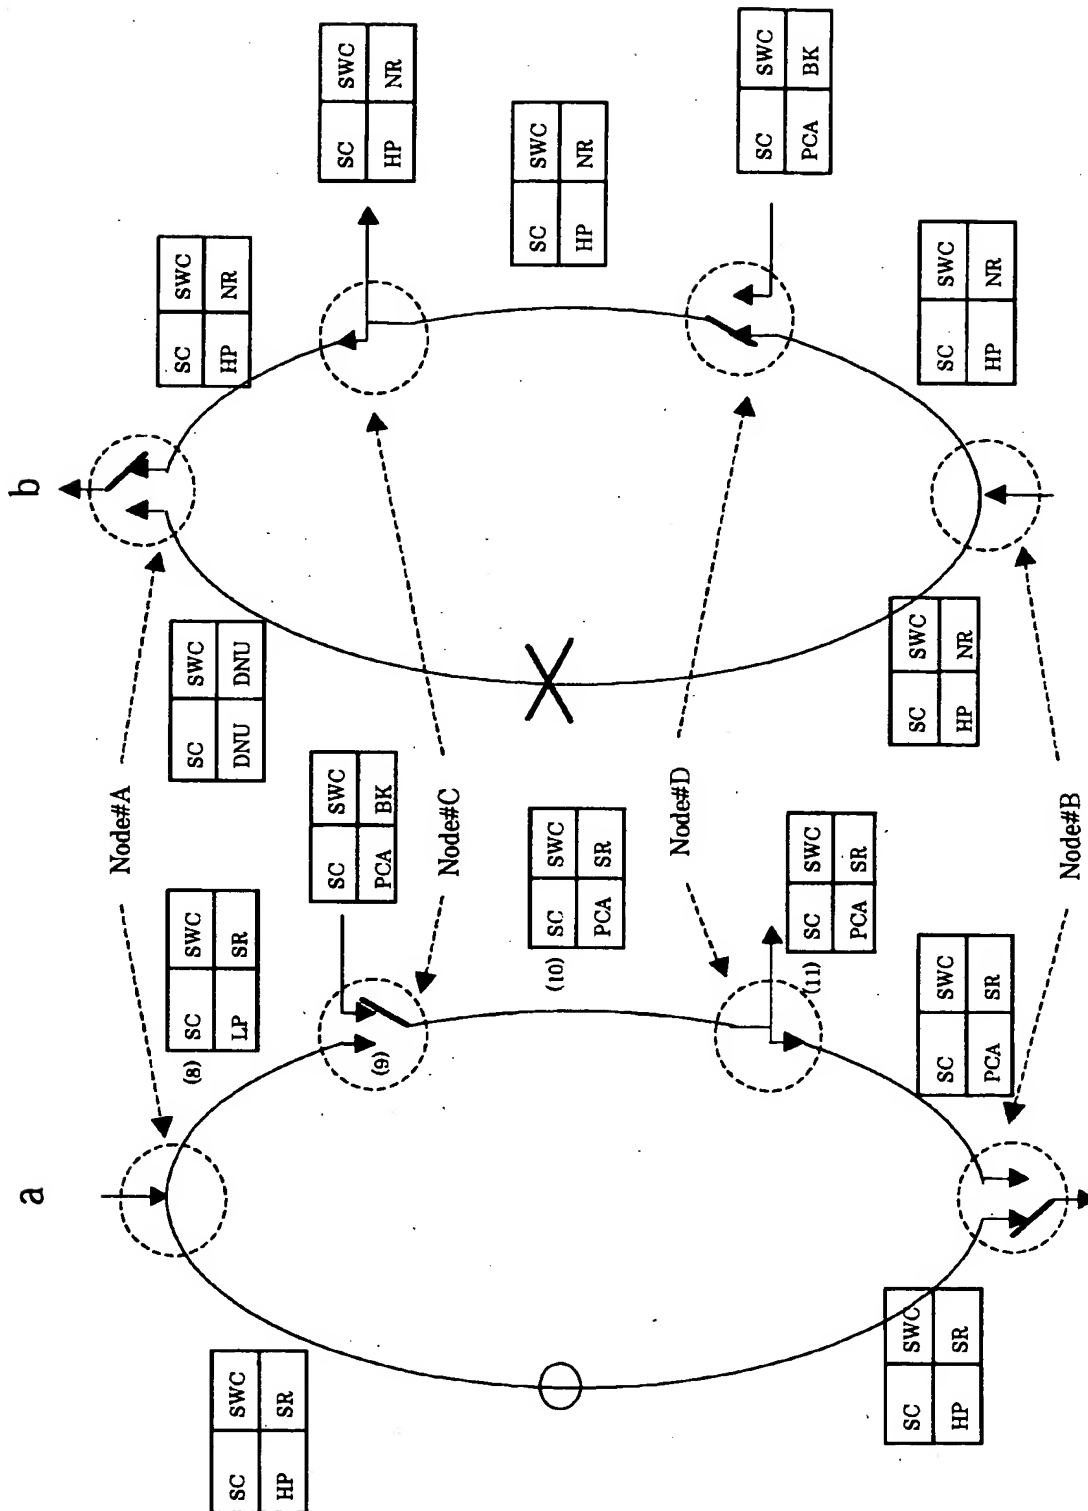 a
b
Node#A
(8)
SC SWC
LP SR
SC SWC
DNU DNU
SC SWC
HP NR
SC SWC
HP SR
(9)
SC SWC
PCA BK
Node#C
SC SWC
HP NR
(10)
SC SWC
PCA SR
SC SWC
HP NR
Node#D
SC SWC
PCA BK
(11)
SC SWC
PCA SR
SC SWC
HP SR
SC SWC
PCA SR
SC SWC
HP NR
SC SWC
HP NR
Node#B